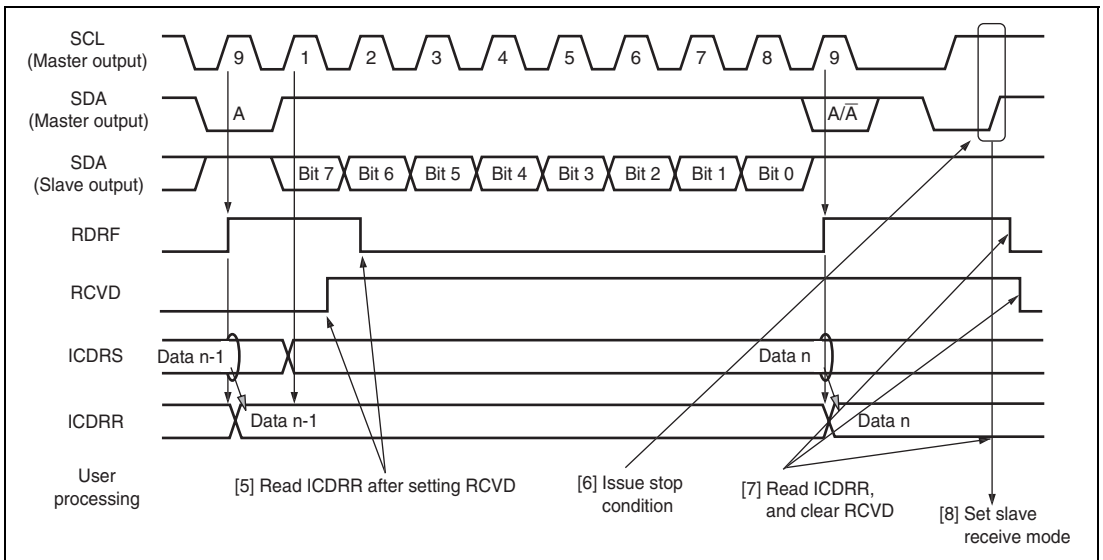 SCL
(Master output)
9 1 2 3 4 5 6 7 8 9
SDA
(Master output)
A A/A̅
SDA
(Slave output)
Bit 7 Bit 6 Bit 5 Bit 4 Bit 3 Bit 2 Bit 1 Bit 0
RDRF
RCVD
ICDRS
Data n-1 Data n
ICDRR
Data n-1 Data n
User
processing
[5] Read ICDRR after setting RCVD
[6] Issue stop
condition
[7] Read ICDRR,
and clear RCVD
[8] Set slave
receive mode